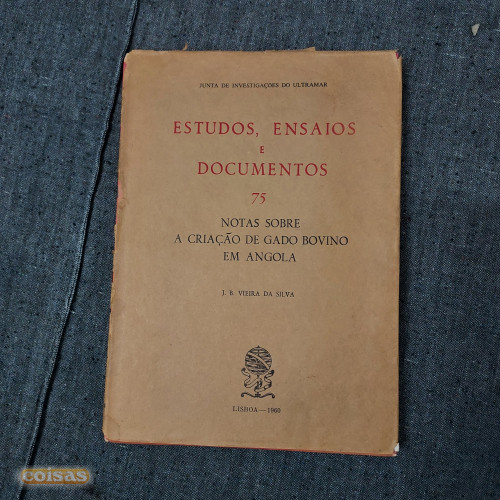 JUNTA DE INVESTIGAÇÕES DO ULTRAMAR
ESTUDOS, ENSAIOS
E
DOCUMENTOS
75
NOTAS SOBRE
A CRIAÇÃO DE GADO BOVINO
EM ANGOLA
J. B. VIEIRA DA SILVA
LISBOA — 1960
coisas